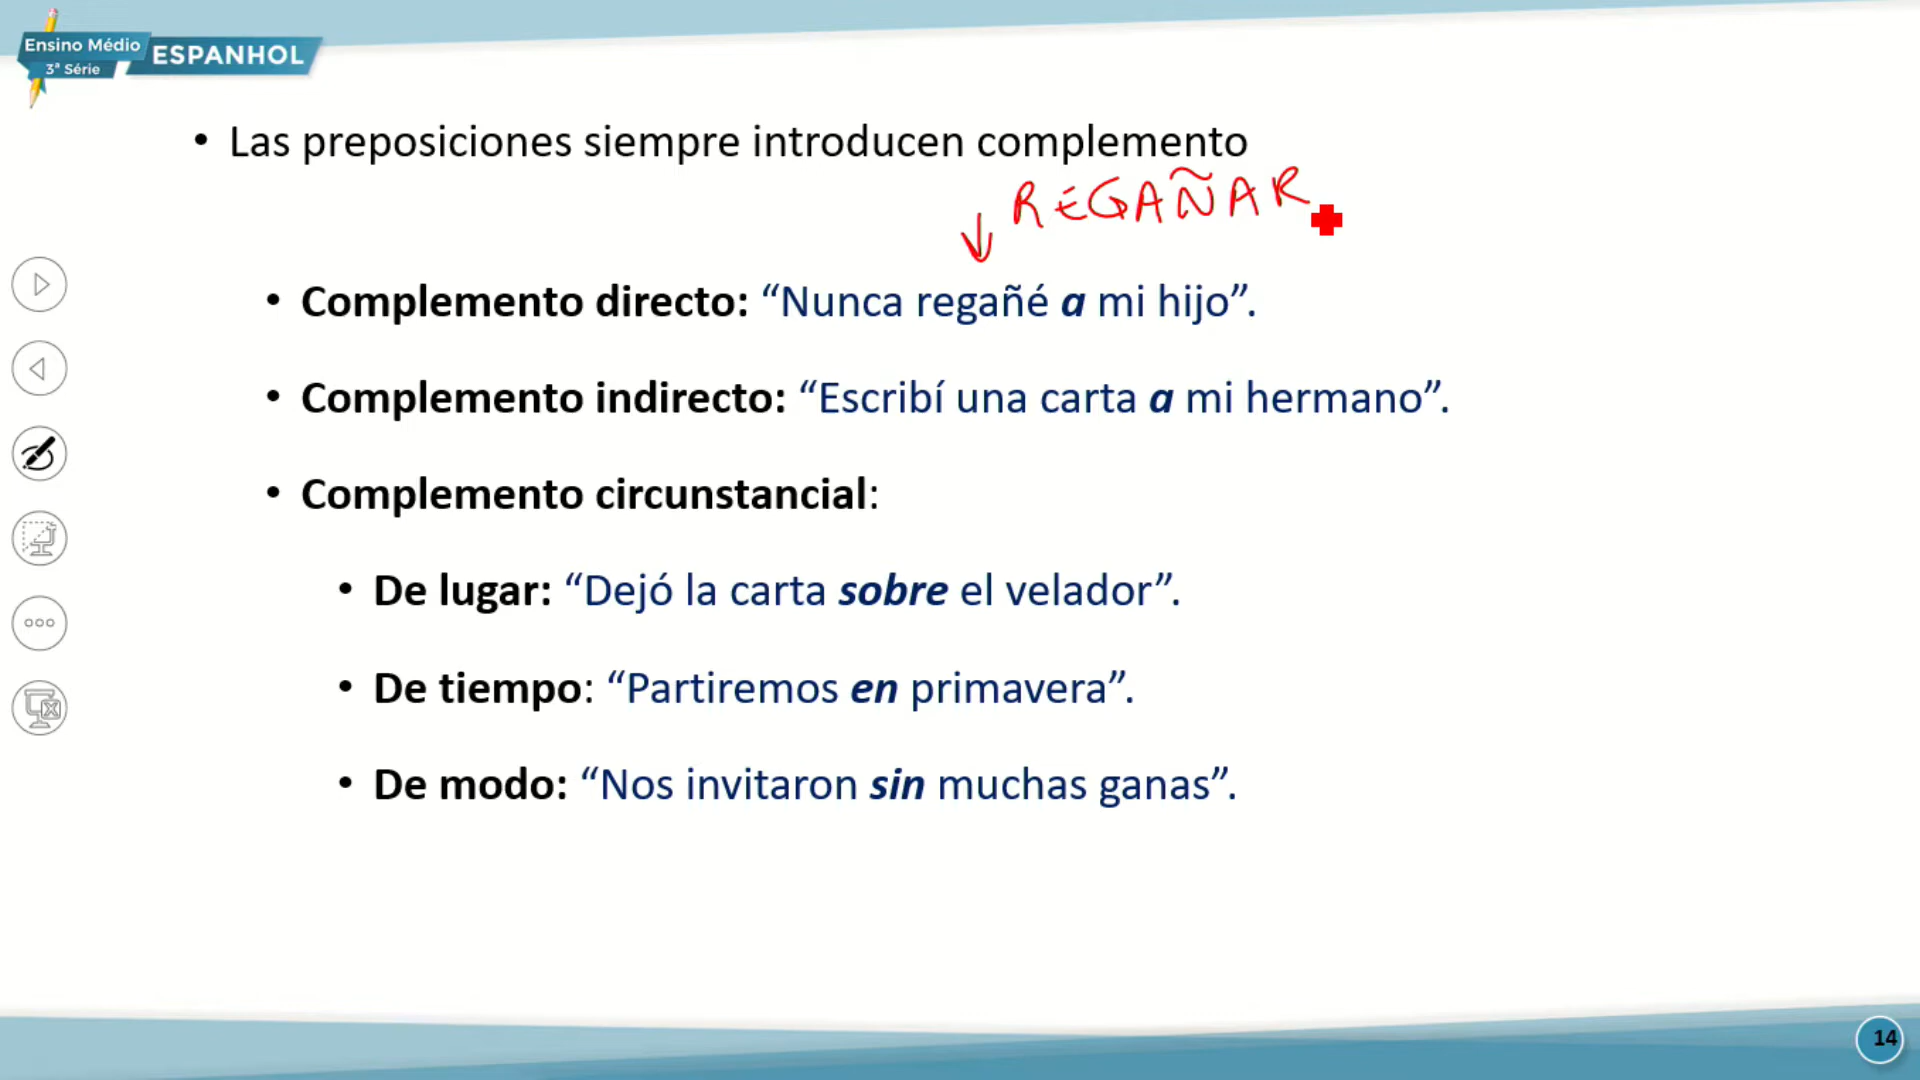 Ensino Médio
3ª Série
ESPANHOL
• Las preposiciones siempre introducen complemento
REGAÑAR
• Complemento directo: “Nunca regañé a mi hijo”.
• Complemento indirecto: “Escribí una carta a mi hermano”.
• Complemento circunstancial:
• De lugar: “Dejó la carta sobre el velador”.
• De tiempo: “Partiremos en primavera”.
• De modo: “Nos invitaron sin muchas ganas”.
14